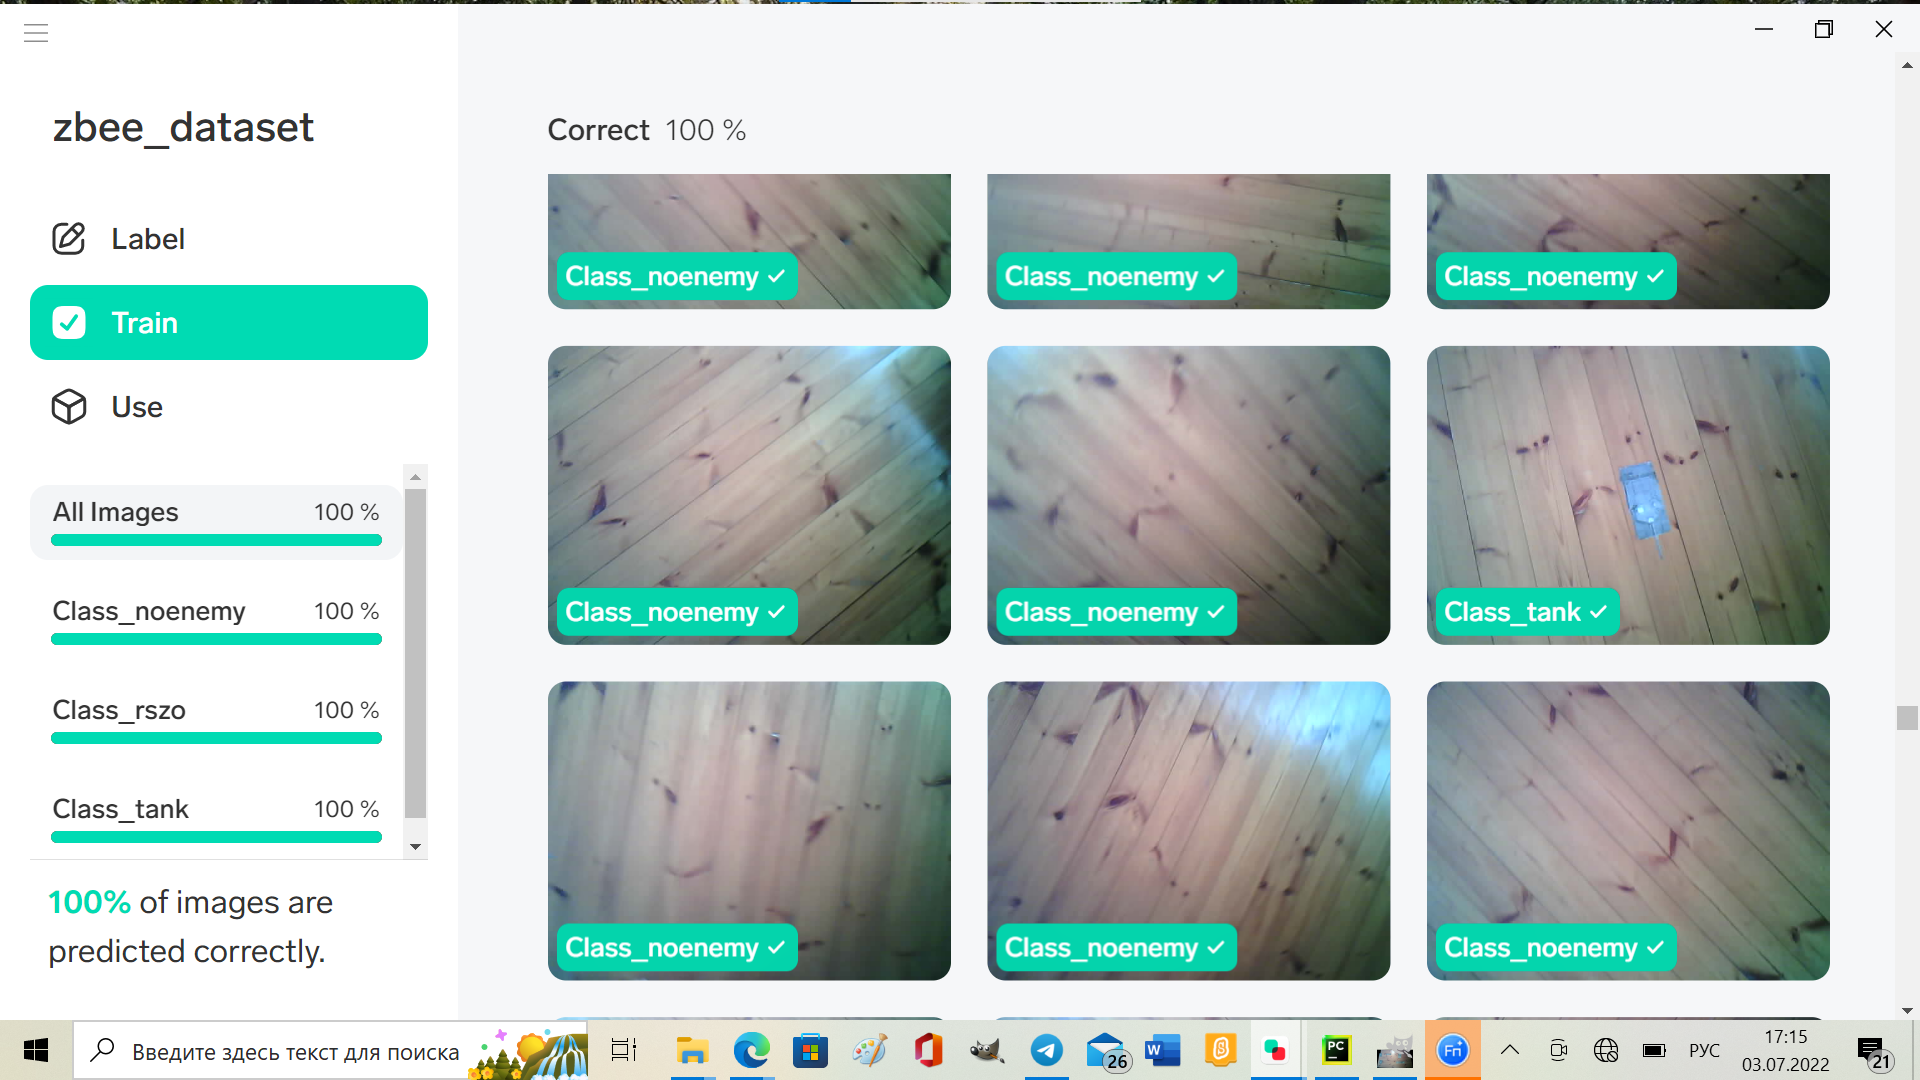 zbee_dataset
Label
Train
Use
All Images 100 %
Class_noenemy 100 %
Class_rszo 100 %
Class_tank 100 %
100% of images are
predicted correctly.
Correct 100 %
Class_noenemy
Class_noenemy
Class_noenemy
Class_noenemy
Class_noenemy
Class_tank
Class_noenemy
Class_noenemy
Class_noenemy
Введите здесь текст для поиска
26
W
PC
Fn
РУС
17:15
03.07.2022
21